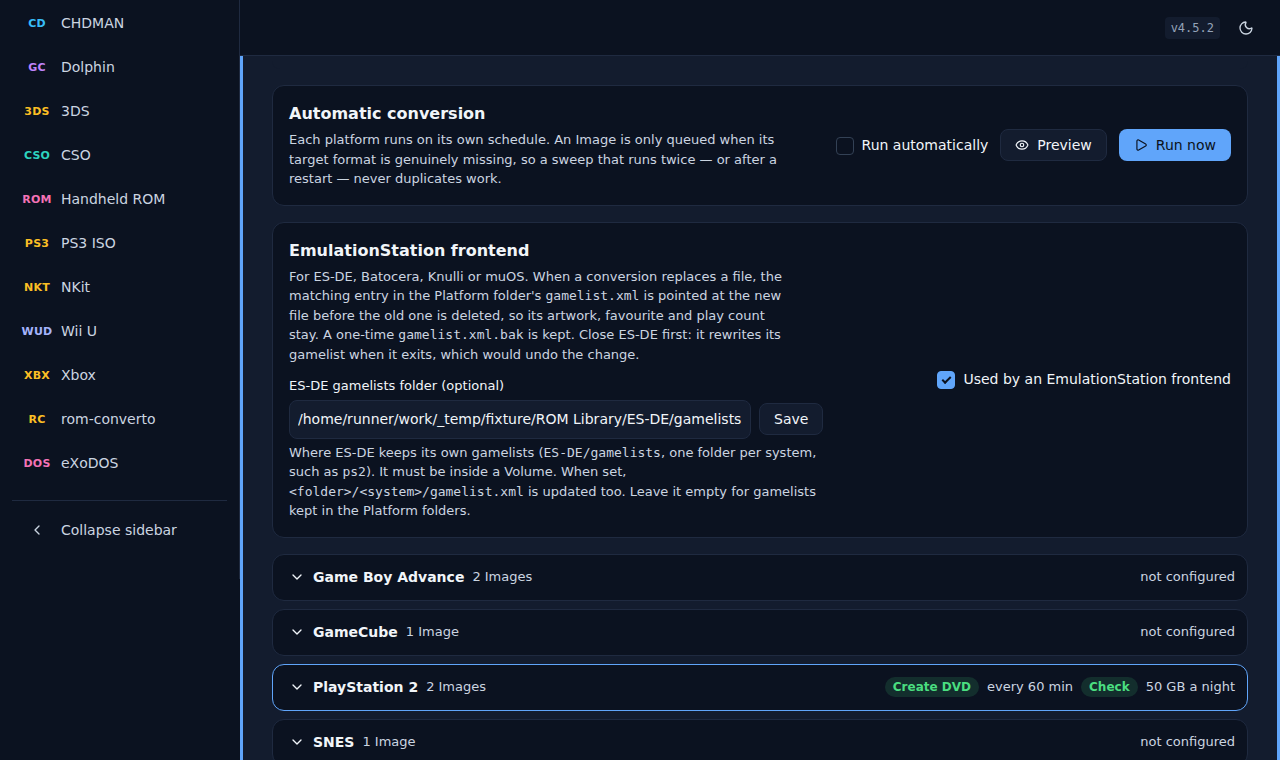 CD CHDMAN
GC Dolphin
3DS 3DS
CSO CSO
ROM Handheld ROM
PS3 PS3 ISO
NKT NKit
WUD Wii U
XBX Xbox
RC rom-converto
DOS eXoDOS
Collapse sidebar
v4.5.2
Automatic conversion
Each platform runs on its own schedule. An Image is only queued when its
target format is genuinely missing, so a sweep that runs twice — or after a
restart — never duplicates work.
Run automatically
Preview
Run now
EmulationStation frontend
For ES-DE, Batocera, Knulli or muOS. When a conversion replaces a file, the
matching entry in the Platform folder's gamelist.xml is pointed at the new
file before the old one is deleted, so its artwork, favourite and play count
stay. A one-time gamelist.xml.bak is kept. Close ES-DE first: it rewrites its
gamelist when it exits, which would undo the change.
ES-DE gamelists folder (optional)
/home/runner/work/_temp/fixture/ROM Library/ES-DE/gamelists
Save
Where ES-DE keeps its own gamelists (ES-DE/gamelists, one folder per system,
such as ps2). It must be inside a Volume. When set,
<folder>/<system>/gamelist.xml is updated too. Leave it empty for gamelists
kept in the Platform folders.
Used by an EmulationStation frontend
Game Boy Advance 2 Images not configured
GameCube 1 Image not configured
PlayStation 2 2 Images Create DVD every 60 min Check 50 GB a night
SNES 1 Image not configured